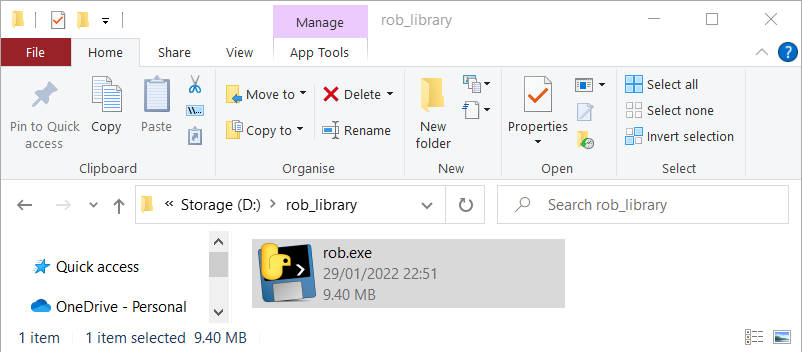 Manage
rob_library
File
Home
Share
View
App Tools
Pin to Quick
access
Copy
Paste
Clipboard
Move to
Copy to
Delete
Rename
Organise
New
folder
New
Properties
Open
Select all
Select none
Invert selection
Select
« Storage (D:) > rob_library
Search rob_library
Quick access
OneDrive - Personal
rob.exe
29/01/2022 22:51
9.40 MB
1 item
1 item selected 9.40 MB